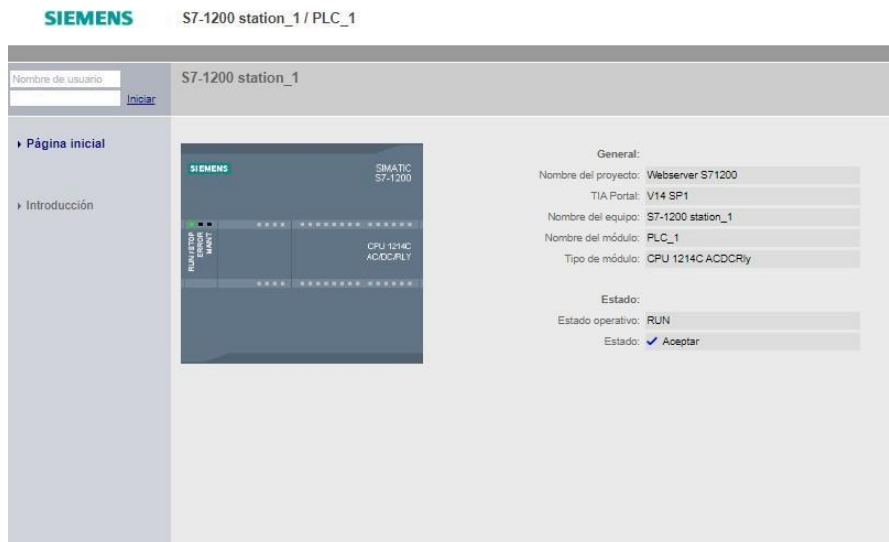 SIEMENS
S7-1200 station_1 / PLC_1
Nombre de usuario
Iniciar
S7-1200 station_1
Página inicial
Introducción
SIEMENS
SIMATIC
S7-1200
RUN / STOP
ERROR
MAINT
CPU 1214C
AC/DC/RLY
General:
Nombre del proyecto: Webserver S71200
TIA Portal: V14 SP1
Nombre del equipo: S7-1200 station_1
Nombre del módulo: PLC_1
Tipo de módulo: CPU 1214C ACDCRly
Estado:
Estado operativo: RUN
Estado: Aceptar